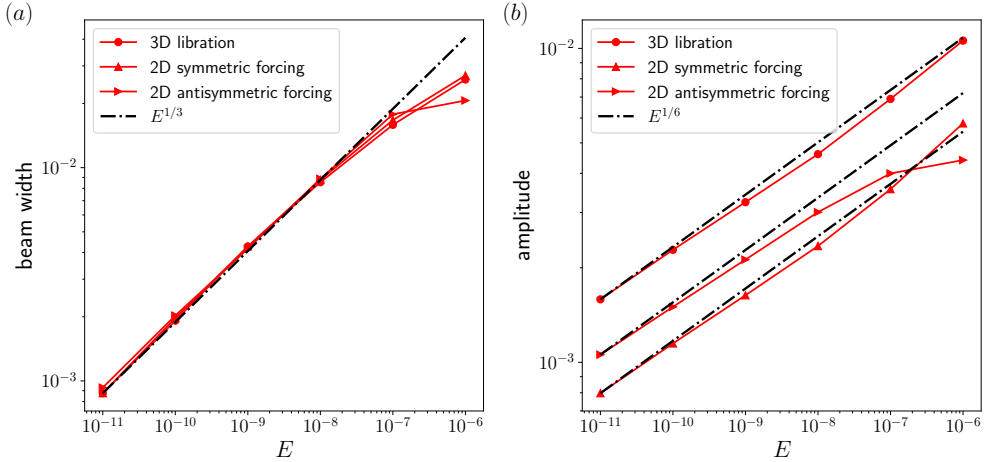 (a)
3D libration
2D symmetric forcing
2D antisymmetric forcing
E^{1/3}
beam width
10^{-2}
10^{-3}
10^{-11} 10^{-10} 10^{-9} 10^{-8} 10^{-7} 10^{-6}
E
(b)
3D libration
2D symmetric forcing
2D antisymmetric forcing
E^{1/6}
amplitude
10^{-2}
10^{-3}
10^{-11} 10^{-10} 10^{-9} 10^{-8} 10^{-7} 10^{-6}
E